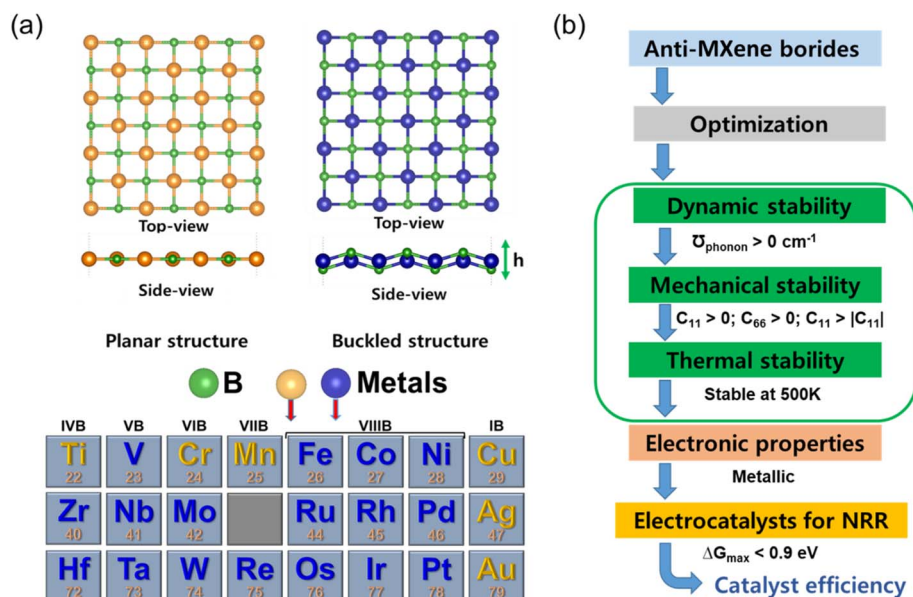 (a)
Top-view
Top-view
h
Side-view
Side-view
Planar structure
Buckled structure
B
Metals
IVB VB VIB VIIB VIIIB IB
Ti V Cr Mn Fe Co Ni Cu
22 23 24 25 26 27 28 29
Zr Nb Mo Ru Rh Pd Ag
40 41 42 44 45 46 47
Hf Ta W Re Os Ir Pt Au
72 73 74 75 76 77 78 79
(b)
Anti-MXene borides
Optimization
Dynamic stability
℧phonon > 0 cm⁻¹
Mechanical stability
C₁₁ > 0; C₆₆ > 0; C₁₁ > |C₁₁|
Thermal stability
Stable at 500K
Electronic properties
Metallic
Electrocatalysts for NRR
ΔGmax < 0.9 eV
Catalyst efficiency